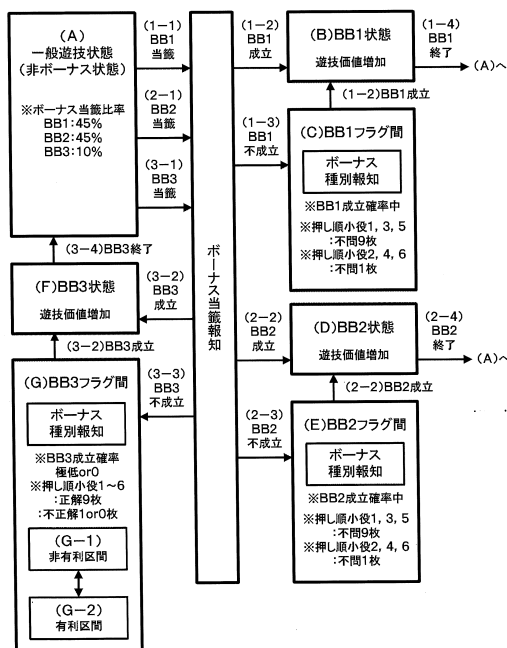 (A)
一般遊技状態
(非ボーナス状態)
※ボーナス当籤比率
BB1:45%
BB2:45%
BB3:10%
(1-1)
BB1
当籤
(2-1)
BB2
当籤
(3-1)
BB3
当籤
(3-4)BB3終了
(F)BB3状態
遊技価値増加
(3-2)
BB3
成立
(3-2)BB3成立
(G)BB3フラグ間
ボーナス
種別報知
※BB3成立確率
極低or0
※押し順小役1~6
:正解9枚
:不正解1or0枚
(G-1)
非有利区間
(G-2)
有利区間
(3-3)
BB3
不成立
ボーナス当籤報知
(1-2)
BB1
成立
(B)BB1状態
遊技価値増加
(1-4)
BB1
終了
(A)へ
(1-2)BB1成立
(1-3)
BB1
不成立
(C)BB1フラグ間
ボーナス
種別報知
※BB1成立確率中
※押し順小役1, 3, 5
:不問9枚
※押し順小役2, 4, 6
:不問1枚
(2-2)
BB2
成立
(D)BB2状態
遊技価値増加
(2-4)
BB2
終了
(A)へ
(2-2)BB2成立
(2-3)
BB2
不成立
(E)BB2フラグ間
ボーナス
種別報知
※BB2成立確率中
※押し順小役1, 3, 5
:不問9枚
※押し順小役2, 4, 6
:不問1枚